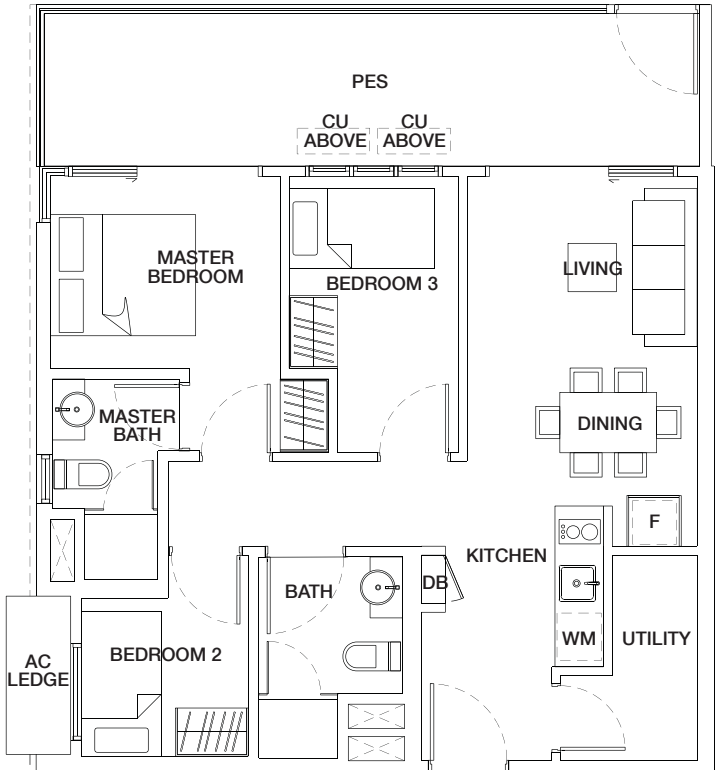 PES
CU
ABOVE
CU
ABOVE
MASTER
BEDROOM
BEDROOM 3
LIVING
MASTER
BATH
DINING
F
KITCHEN
BATH
DB
WM
UTILITY
BEDROOM 2
AC
LEDGE